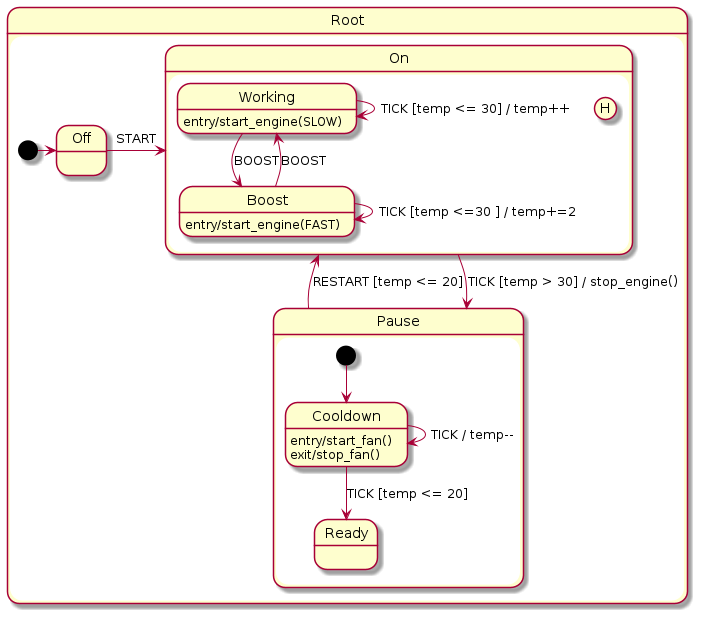 Root
On
Working
entry/start_engine(SLOW)
TICK [temp <= 30] / temp++
H
Off
START
BOOST
BOOST
Boost
entry/start_engine(FAST)
TICK [temp <=30 ] / temp+=2
RESTART [temp <= 20]
TICK [temp > 30] / stop_engine()
Pause
Cooldown
entry/start_fan()
exit/stop_fan()
TICK / temp--
TICK [temp <= 20]
Ready